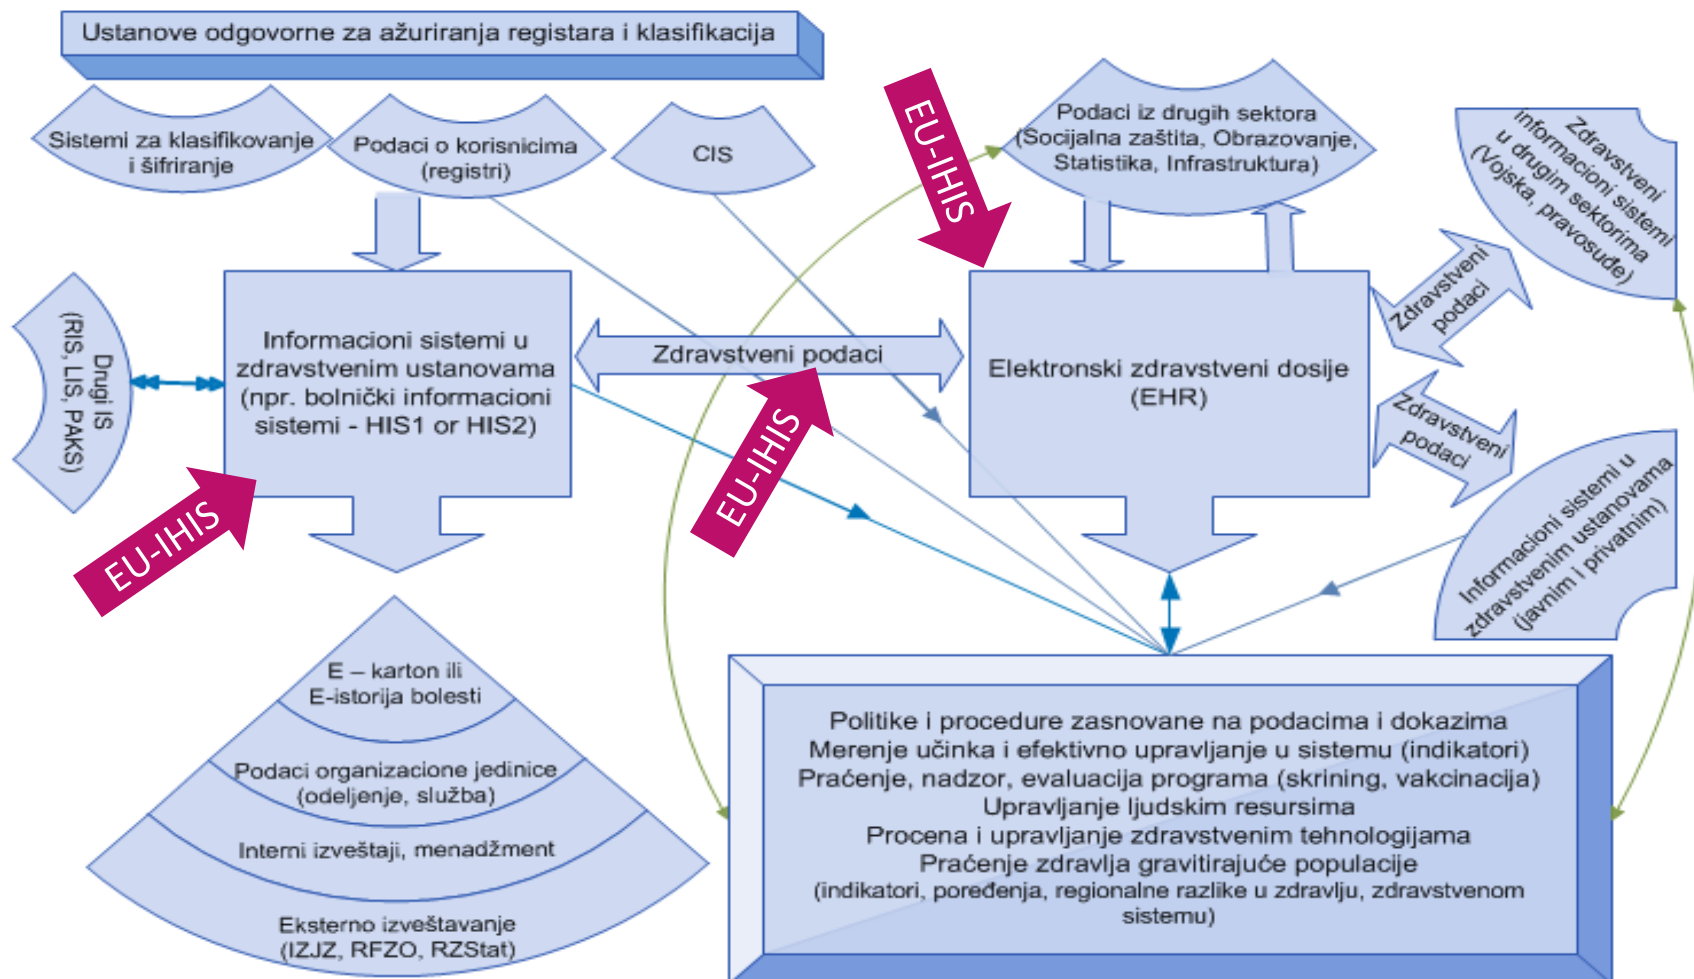 Ustanove odgovorne za ažuriranja registara i klasifikacija
Sistemi za klasifikovanje
i šifriranje
Podaci o korisnicima
(registri)
CIS
EU-IHIS
Podaci iz drugih sektora
(Socijalna zaštita, Obrazovanje,
Statistika, Infrastruktura)
Zdravstveni
informacioni sistemi
u drugim sektorima
(Vojska, pravosuđe)
Drugi IS
(RIS, LIS, PAKS)
Informacioni sistemi u
zdravstvenim ustanovama
(npr. bolnički informacioni
sistemi - HIS1 or HIS2)
Zdravstveni podaci
Elektronski zdravstveni dosije
(EHR)
Zdravstveni
podaci
Zdravstveni
podaci
EU-IHIS
EU-IHIS
Informacioni sistemi u
zdravstvenim ustanovama
(javnim i privatnim)
E – karton ili
E-istorija bolesti
Podaci organizacione jedinice
(odeljenje, služba)
Interni izveštaji, menadžment
Eksterno izveštavanje
(IZJZ, RFZO, RZStat)
Politike i procedure zasnovane na podacima i dokazima
Merenje učinka i efektivno upravljanje u sistemu (indikatori)
Praćenje, nadzor, evaluacija programa (skrining, vakcinacija)
Upravljanje ljudskim resursima
Procena i upravljanje zdravstvenim tehnologijama
Praćenje zdravlja gravitirajuće populacije
(indikatori, poređenja, regionalne razlike u zdravlju, zdravstvenom
sistemu)